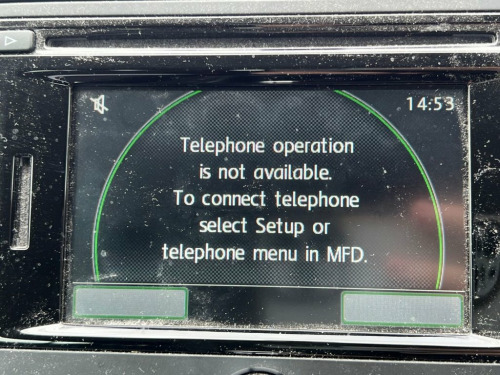 14:53
Telephone operation
is not available.
To connect telephone
select Setup or
telephone menu in MFD.